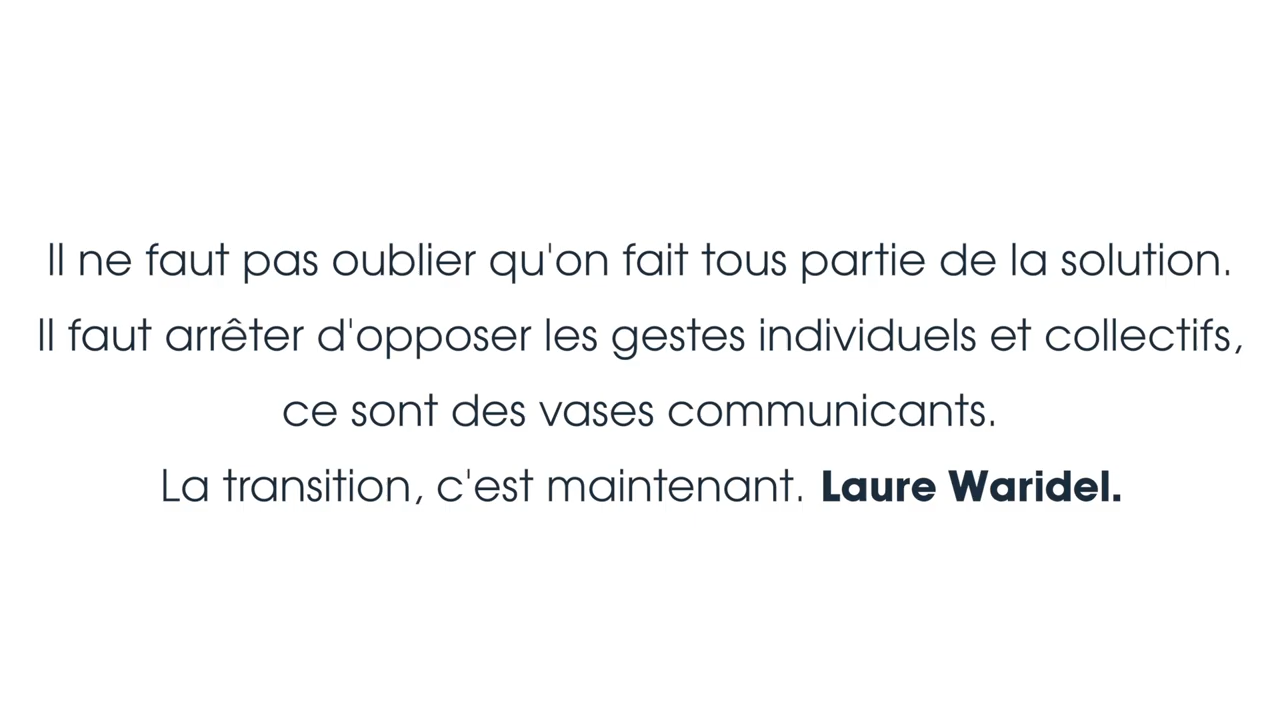 Il ne faut pas oublier qu'on fait tous partie de la solution.
Il faut arrêter d'opposer les gestes individuels et collectifs,
ce sont des vases communicants.
La transition, c'est maintenant. Laure Waridel.